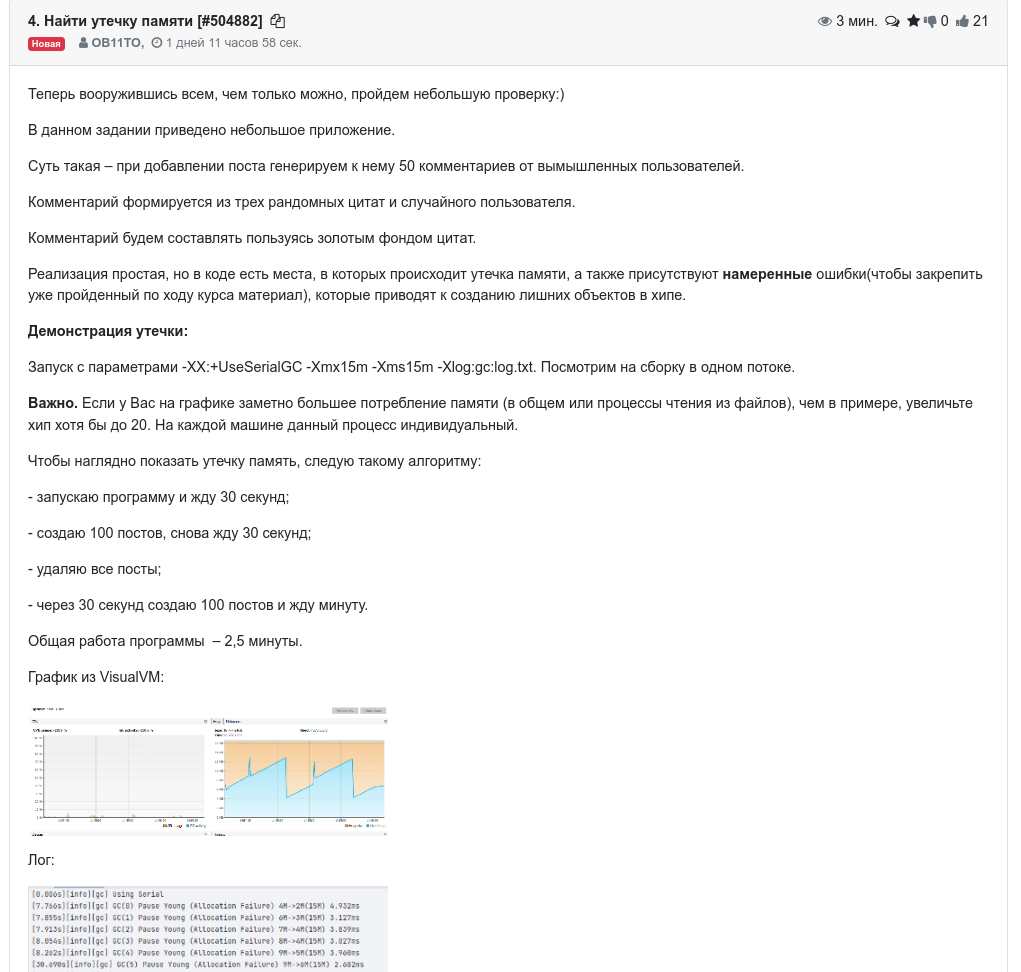 4. Найти утечку памяти [#504882]
3 мин. 0 21
Новая OB11TO, 1 дней 11 часов 58 сек.
Теперь вооружившись всем, чем только можно, пройдем небольшую проверку:)
В данном задании приведено небольшое приложение.
Суть такая – при добавлении поста генерируем к нему 50 комментариев от вымышленных пользователей.
Комментарий формируется из трех рандомных цитат и случайного пользователя.
Комментарий будем составлять пользуясь золотым фондом цитат.
Реализация простая, но в коде есть места, в которых происходит утечка памяти, а также присутствуют намеренные ошибки(чтобы закрепить
уже пройденный по ходу курса материал), которые приводят к созданию лишних объектов в хипе.
Демонстрация утечки:
Запуск с параметрами -XX:+UseSerialGC -Xmx15m -Xms15m -Xlog:gc:log.txt. Посмотрим на сборку в одном потоке.
Важно. Если у Вас на графике заметно большее потребление памяти (в общем или процессы чтения из файлов), чем в примере, увеличьте
хип хотя бы до 20. На каждой машине данный процесс индивидуальный.
Чтобы наглядно показать утечку память, следую такому алгоритму:
- запускаю программу и жду 30 секунд;
- создаю 100 постов, снова жду 30 секунд;
- удаляю все посты;
- через 30 секунд создаю 100 постов и жду минуту.
Общая работа программы – 2,5 минуты.
График из VisualVM:
Лог:
[0.086s][info][gc] Using Serial
[7.766s][info][gc] GC(0) Pause Young (Allocation Failure) 4M->2M(15M) 4.932ms
[7.855s][info][gc] GC(1) Pause Young (Allocation Failure) 6M->3M(15M) 3.127ms
[7.913s][info][gc] GC(2) Pause Young (Allocation Failure) 7M->4M(15M) 3.839ms
[8.054s][info][gc] GC(3) Pause Young (Allocation Failure) 8M->4M(15M) 3.027ms
[8.262s][info][gc] GC(4) Pause Young (Allocation Failure) 9M->5M(15M) 3.960ms
[30.690s][info][gc] GC(5) Pause Young (Allocation Failure) 9M->6M(15M) 2.682ms